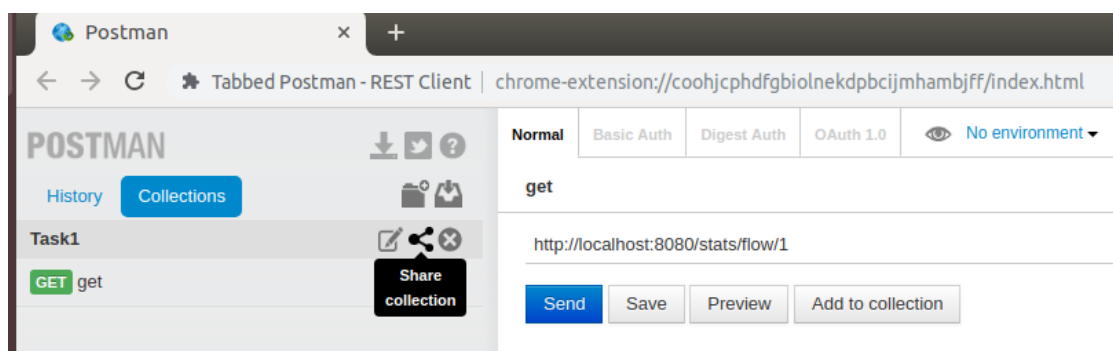 Postman × +
Tabbed Postman - REST Client | chrome-extension://coohjcphdfgbiolnekdpbcijmhambjff/index.html
POSTMAN
History Collections
Task1
GET get
Share
collection
Normal Basic Auth Digest Auth OAuth 1.0 No environment
get
http://localhost:8080/stats/flow/1
Send Save Preview Add to collection